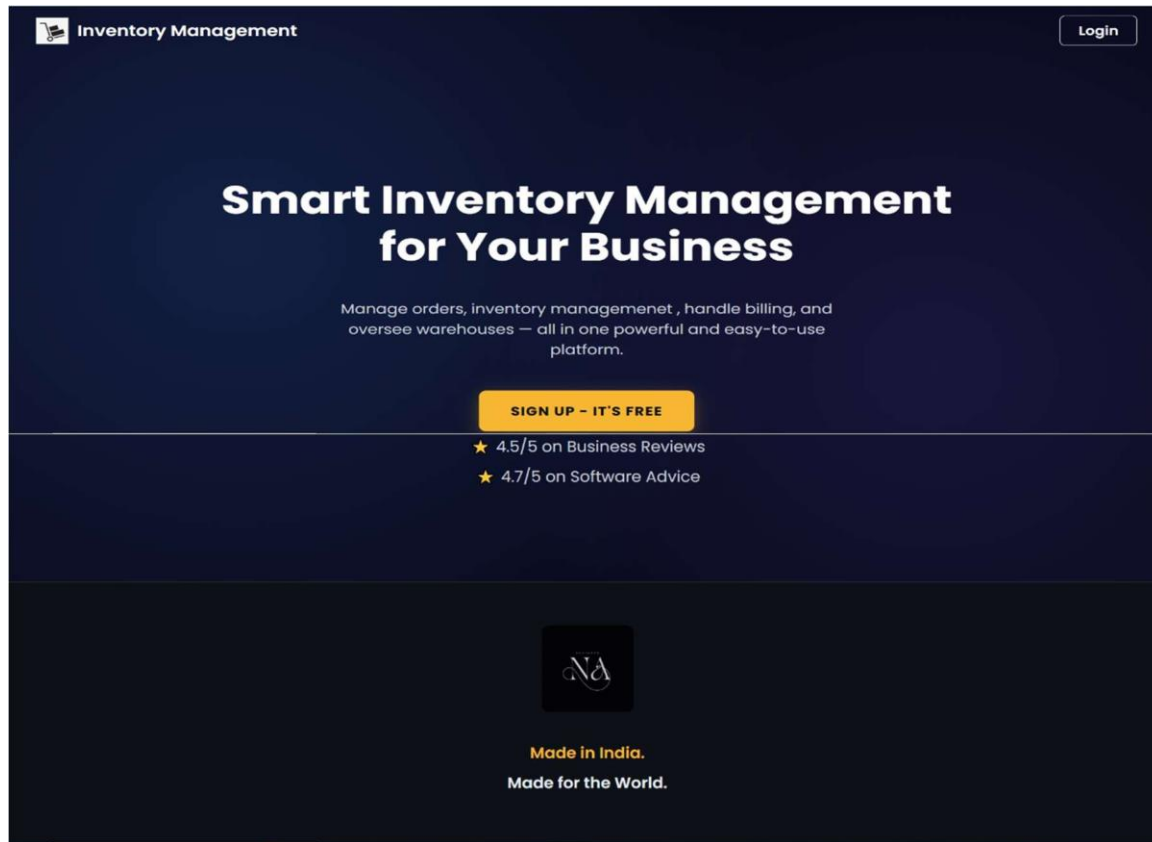 Inventory Management
Login
Smart Inventory Management
for Your Business
Manage orders, inventory managemenet , handle billing, and
oversee warehouses — all in one powerful and easy-to-use
platform.
SIGN UP - IT'S FREE
★ 4.5/5 on Business Reviews
★ 4.7/5 on Software Advice
NA
Made in India.
Made for the World.